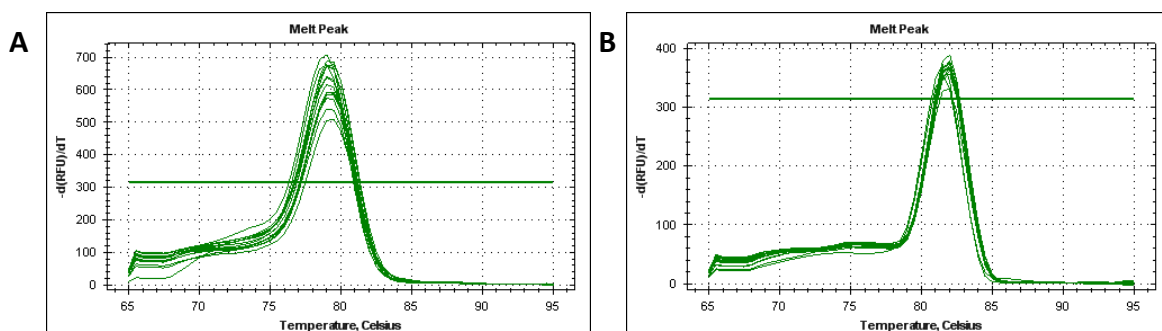 A
Melt Peak
-d(RFU)/dT
700
600
500
400
300
200
100
0
65 70 75 80 85 90 95
Temperature, Celsius
B
Melt Peak
-d(RFU)/dT
400
300
200
100
0
65 70 75 80 85 90 95
Temperature, Celsius